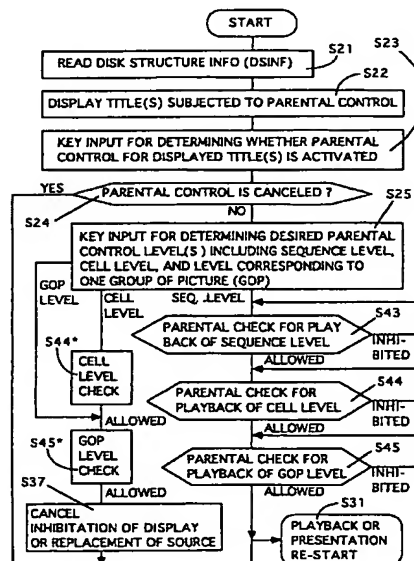 START
S21
S23
READ DISK STRUCTURE INFO (DSINF)
S22
DISPLAY TITLE(S) SUBJECTED TO PARENTAL CONTROL
KEY INPUT FOR DETERMINING WHETHER PARENTAL
CONTROL FOR DISPLAYED TITLE(S) IS ACTIVATED
YES
PARENTAL CONTROL IS CANCELED ?
S25
S24
NO
KEY INPUT FOR DETERMINING DESIRED PARENTAL
CONTROL LEVEL(S) INCLUDING SEQUENCE LEVEL,
CELL LEVEL, AND LEVEL CORRESPONDING TO
ONE GROUP OF PICTURE (GOP)
GOP
LEVEL
CELL
LEVEL
SEQ. LEVEL
S43
PARENTAL CHECK FOR PLAY
BACK OF SEQUENCE LEVEL
INHI-
BITED
ALLOWED
S44*
CELL
LEVEL
CHECK
S44
PARENTAL CHECK FOR
PLAYBACK OF CELL LEVEL
INHI-
BITED
ALLOWED
ALLOWED
S45*
GOP
LEVEL
CHECK
S45
PARENTAL CHECK FOR
PLAYBACK OF GOP LEVEL
INHI-
BITED
ALLOWED
ALLOWED
S37
CANCEL
INHIBITATION OF DISPLAY
OR REPLACEMENT OF SOURCE
S31
PLAYBACK OR
PRESENTATION
RE-START